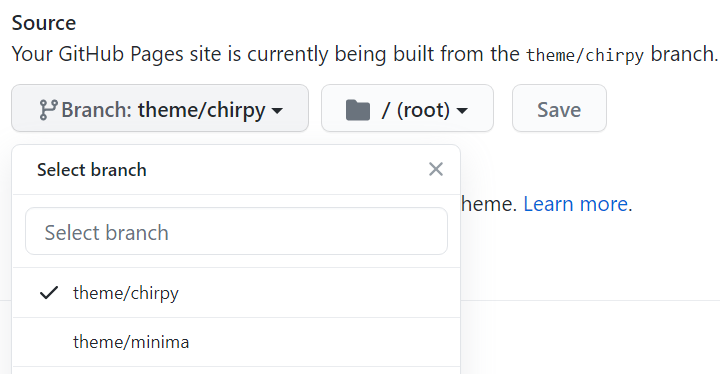 Source
Your GitHub Pages site is currently being built from the theme/chirpy branch.
Branch: theme/chirpy
/ (root)
Save
Select branch
heme. Learn more.
Select branch
theme/chirpy
theme/minima